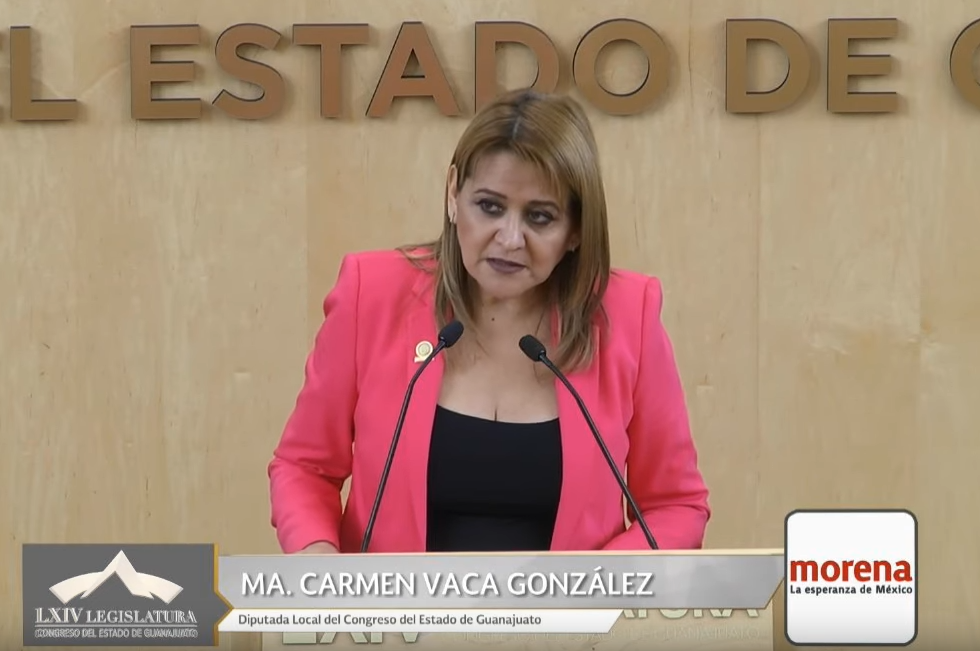 EL ESTADO DE
LXIV LEGISLATURA
CONGRESO DEL ESTADO DE GUANAJUATO
MA. CARMEN VACA GONZÁLEZ
Diputada Local del Congreso del Estado de Guanajuato
morena
La esperanza de México
LXIV